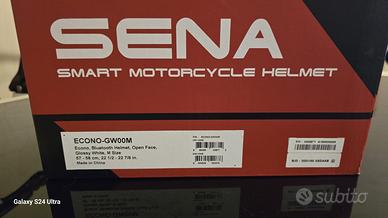 SENA
SMART MOTORCYCLE HELMET
ECONO-GW00M
Econo, Bluetooth Helmet, Open Face,
Glossy White, M Size
57 - 58 cm; 22 1/2 - 22 7/8 in.
Made in China
Galaxy S24 Ultra
subito